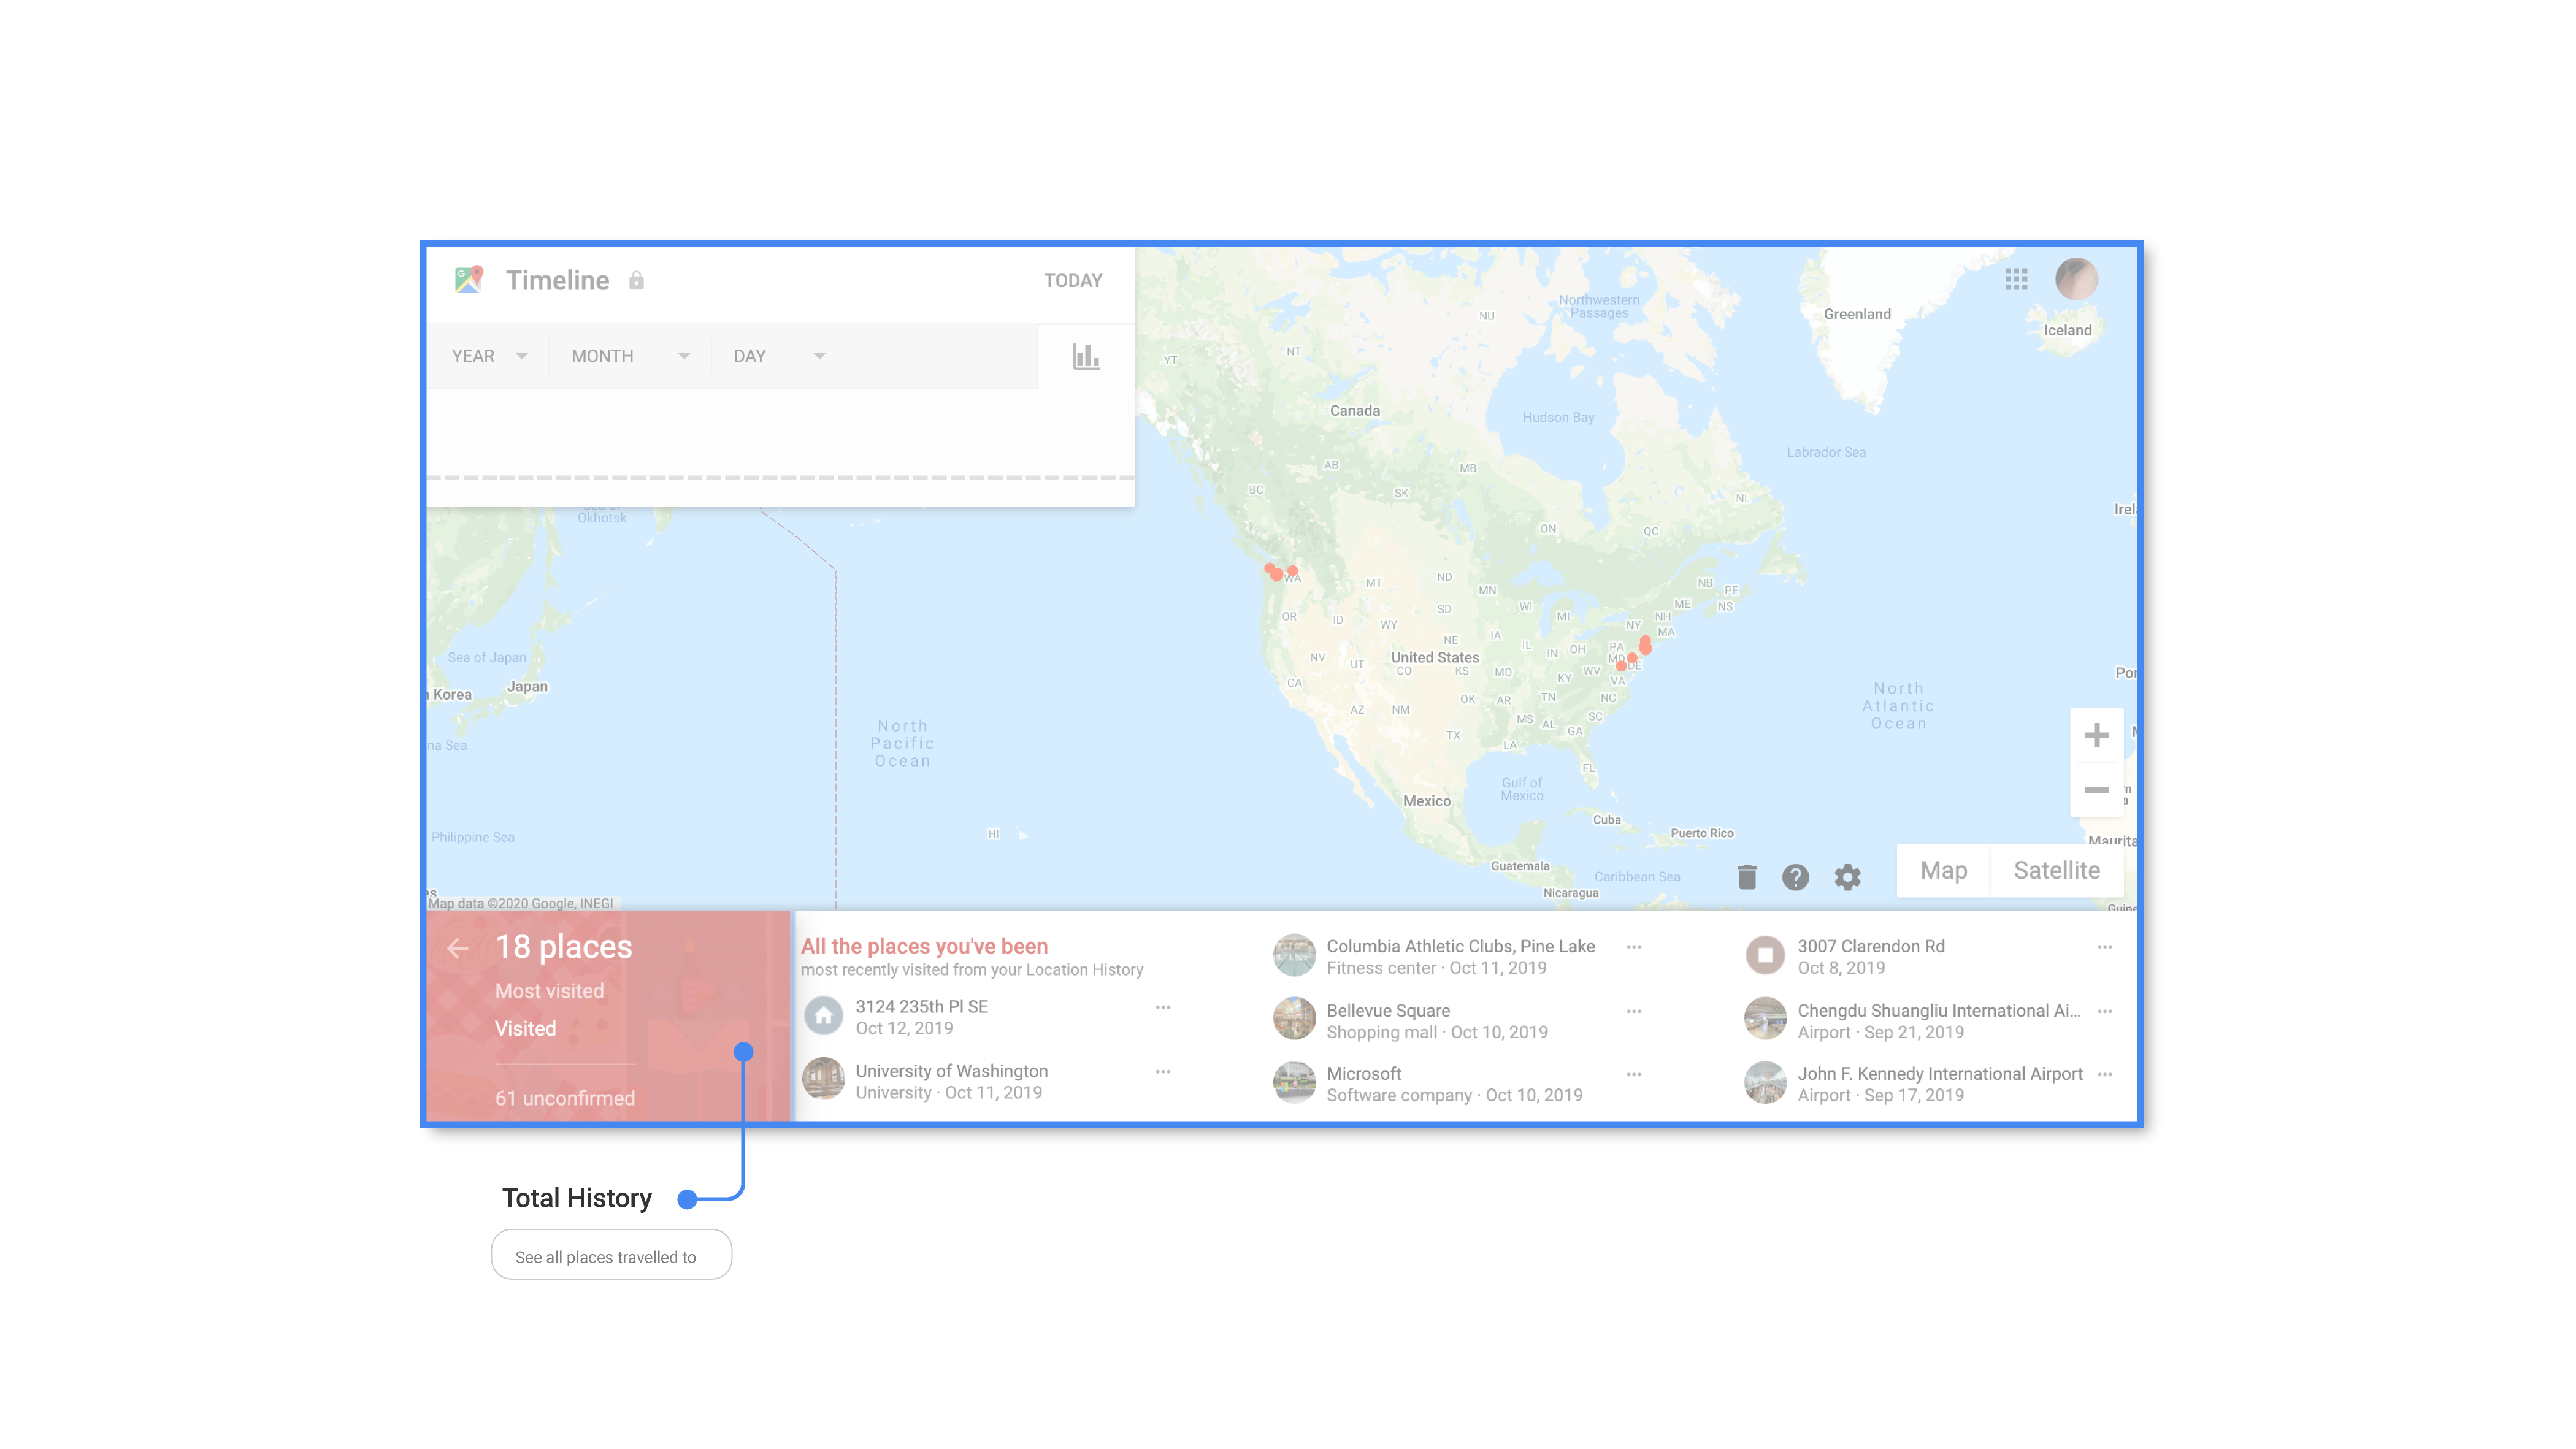 Timeline
TODAY
YEAR
MONTH
DAY
Northwestern
Passages
Greenland
Iceland
NU
NT
YT
Canada
Hudson Bay
Labrador Sea
AB
MB
BC
SK
NL
ON
QC
Okhotsk
WA
MT
ND
MN
NB
PE
NS
ME
OR
ID
SD
WY
WI
MI
NH
NY
MA
NE
IA
IL
IN
OH
PA
MD
DE
NV
UT
United States
CO
KS
MO
WV
VA
KY
CA
AZ
NM
OK
AR
TN
NC
SC
MS
AL
GA
TX
LA
FL
Sea of Japan
Korea
Japan
na Sea
North
Pacific
Ocean
North
Atlantic
Ocean
Gulf of
Mexico
Mexico
HI
Cuba
Puerto Rico
Philippine Sea
Guatemala
Caribbean Sea
Nicaragua
Irel
Por
Maurita
Guine
Map
Satellite
Map data ©2020 Google, INEGI
18 places
Most visited
Visited
61 unconfirmed
All the places you've been
most recently visited from your Location History
3124 235th Pl SE
Oct 12, 2019
University of Washington
University · Oct 11, 2019
Columbia Athletic Clubs, Pine Lake
Fitness center · Oct 11, 2019
Bellevue Square
Shopping mall · Oct 10, 2019
Microsoft
Software company · Oct 10, 2019
3007 Clarendon Rd
Oct 8, 2019
Chengdu Shuangliu International Ai...
Airport · Sep 21, 2019
John F. Kennedy International Airport
Airport · Sep 17, 2019
Total History
See all places travelled to